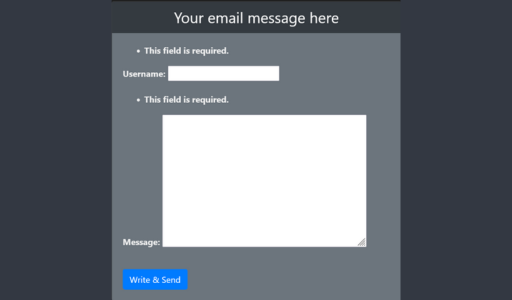 Your email message here
This field is required.
Username:
This field is required.
Message:
Write & Send